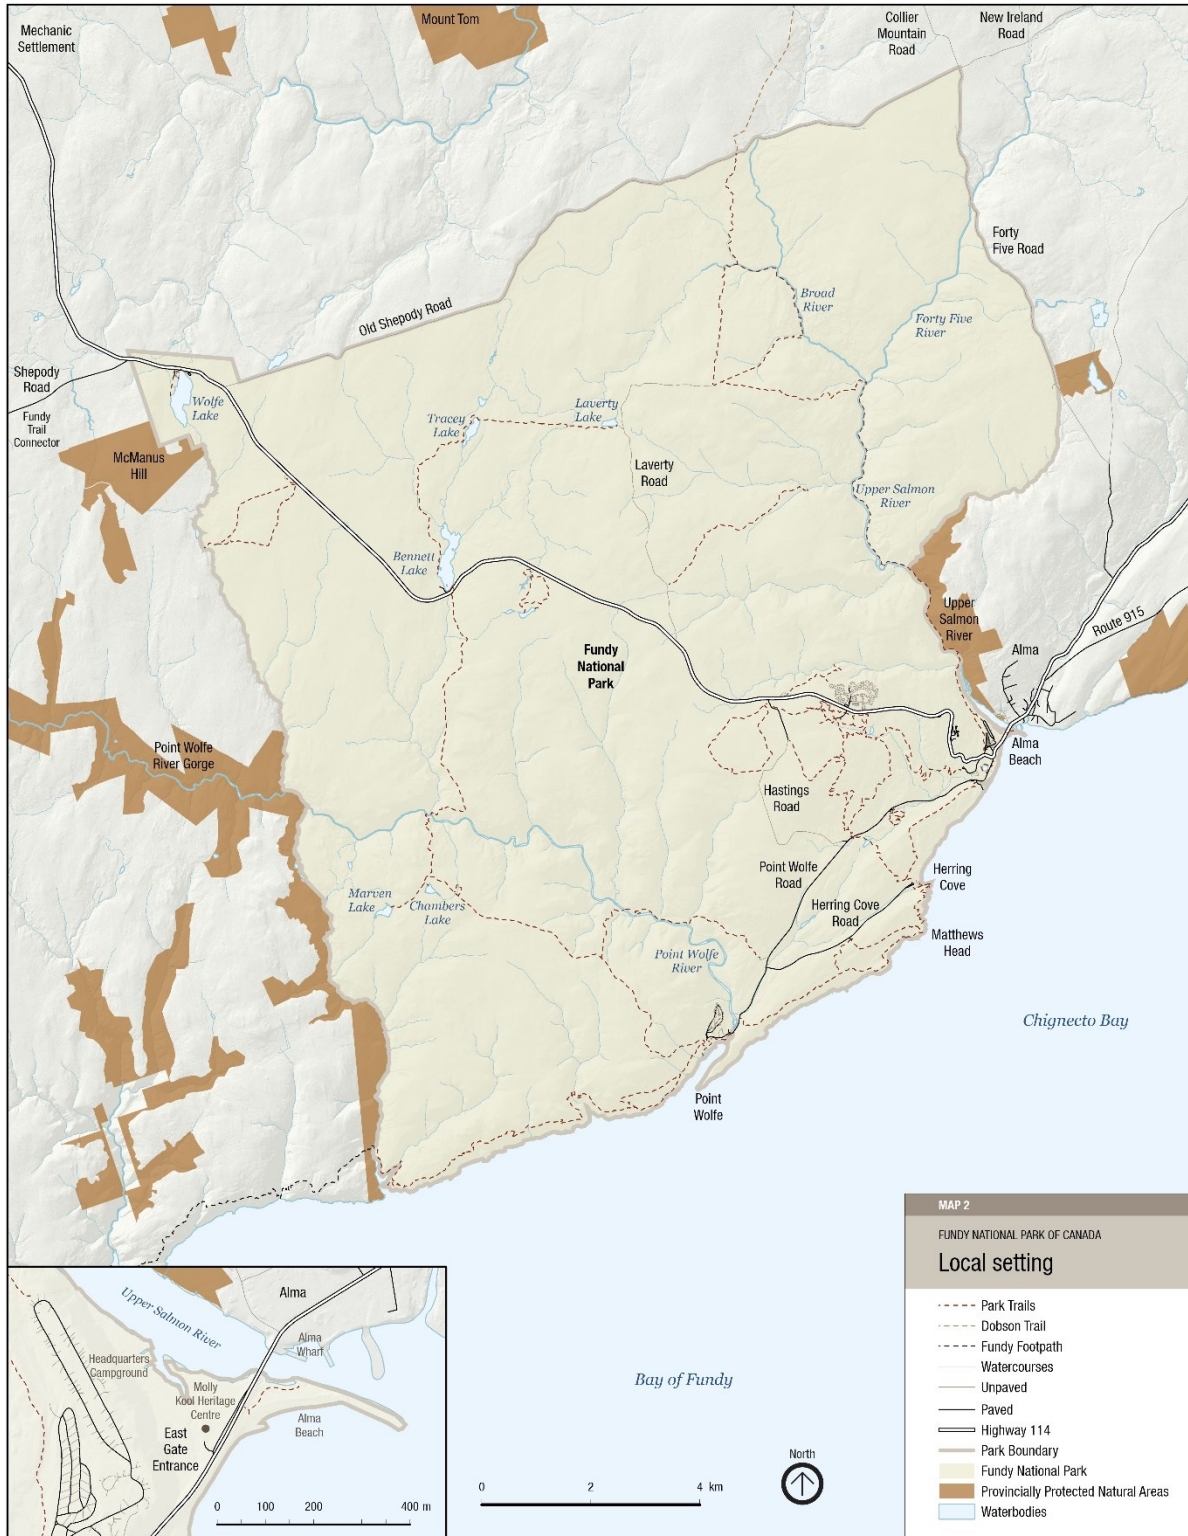 Mechanic
Settlement
Mount Tom
Collier
Mountain
Road
New Ireland
Road
Forty
Five Road
Broad
River
Forty Five
River
Old Shepody Road
Shepody
Road
Fundy
Trail
Connector
Wolfe
Lake
McManus
Hill
Tracey
Lake
Laverty
Lake
Laverty
Road
Upper Salmon
River
Bennett
Lake
Upper
Salmon
River
Route 915
Alma
Fundy
National
Park
Alma
Beach
Point Wolfe
River Gorge
Hastings
Road
Point Wolfe
Road
Herring
Cove
Marven
Lake
Chambers
Lake
Herring Cove
Road
Matthews
Head
Point Wolfe
River
Chignecto Bay
Point
Wolfe
Bay of Fundy
North
0 2 4 km
Upper Salmon River
Alma
Alma
Wharf
Headquarters
Campground
Molly
Kool Heritage
Centre
Alma
Beach
East
Gate
Entrance
0 100 200 400 m
MAP 2
FUNDY NATIONAL PARK OF CANADA
Local setting
Park Trails
Dobson Trail
Fundy Footpath
Watercourses
Unpaved
Paved
Highway 114
Park Boundary
Fundy National Park
Provincially Protected Natural Areas
Waterbodies